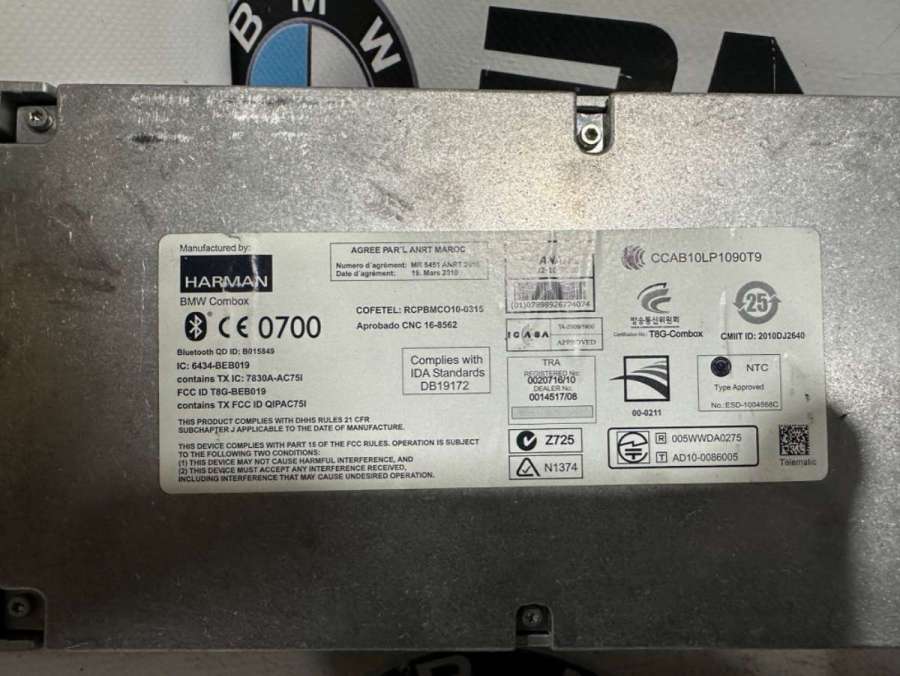 BMW
Manufactured by:
HARMAN
BMW Combox
CE 0700
Bluetooth QD ID: B015849
IC: 6434-BEB019
contains TX IC: 7830A-AC75I
FCC ID T8G-BEB019
contains TX FCC ID QIPAC75I
THIS PRODUCT COMPLIES WITH DHHS RULES 21 CFR
SUBCHAPTER J APPLICABLE TO THE DATE OF MANUFACTURE.
THIS DEVICE COMPLIES WITH PART 15 OF THE FCC RULES. OPERATION IS SUBJECT
TO THE FOLLOWING TWO CONDITIONS:
(1) THIS DEVICE MAY NOT CAUSE HARMFUL INTERFERENCE, AND
(2) THIS DEVICE MUST ACCEPT ANY INTERFERENCE RECEIVED,
INCLUDING INTERFERENCE THAT MAY CAUSE UNDESIRED OPERATION.
AGREE PAR'L ANRT MAROC
Numero d'agrément: MR 5451 ANRT 2010
Date d'agrément: 19. Mars 2010
COFETEL: RCPBMCO10-0315
Aprobado CNC 16-8562
Complies with
IDA Standards
DB19172
(01)07898926774074
ICASA
APPROVED
TRA
REGISTERED No:
0020716/10
DEALER No:
0014517/08
Z725
N1374
CCAB10LP1090T9
방송통신위원회
T8G-Combox
25
CMIIT ID: 2010DJ2640
00-0211
NTC
Type Approved
No.:ESD-1004568C
R 005WWDA0275
T AD10-0086005
Telematic